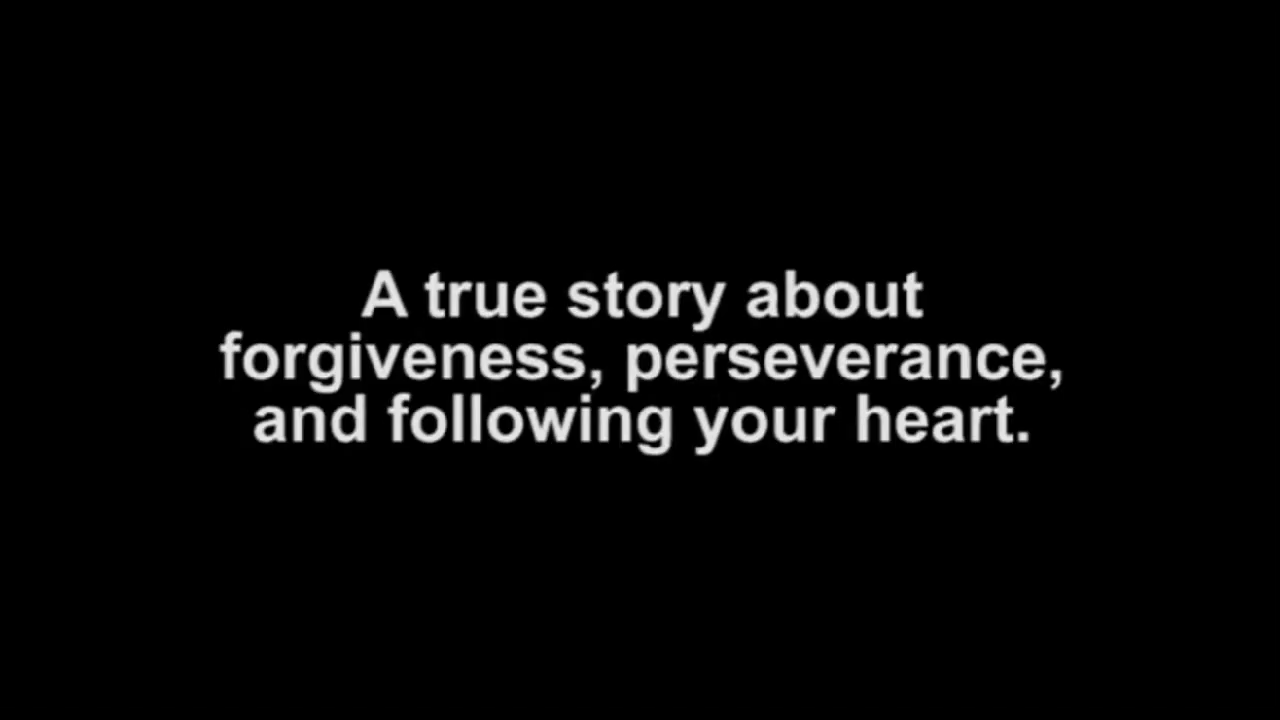 A true story about
forgiveness, perseverance,
and following your heart.